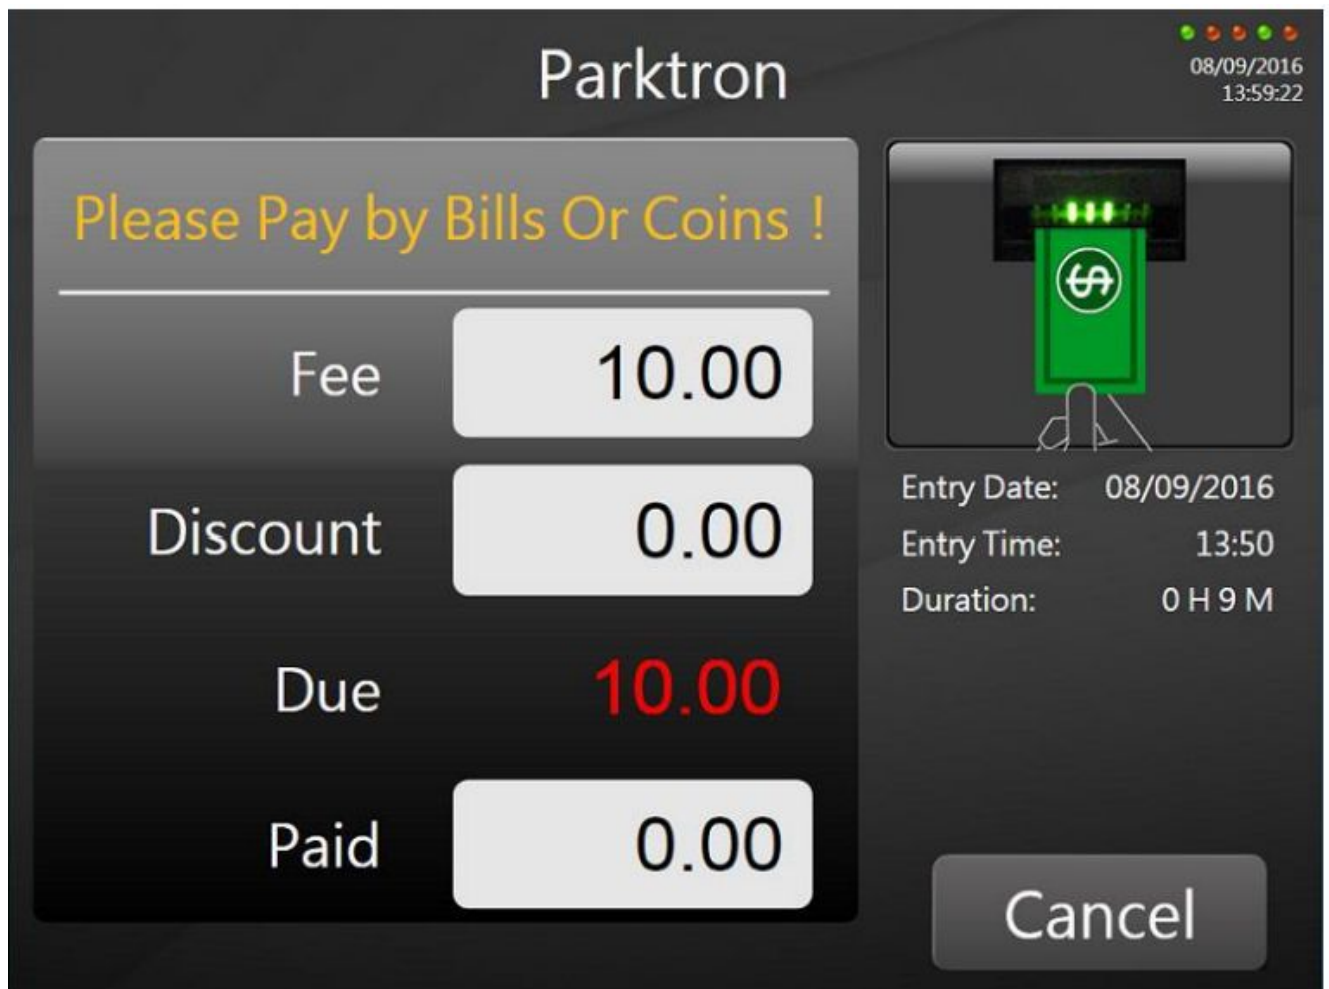 Parktron
08/09/2016
13:59:22
Please Pay by Bills Or Coins !
$
Fee 10.00
Discount 0.00
Due 10.00
Paid 0.00
Entry Date: 08/09/2016
Entry Time: 13:50
Duration: 0 H 9 M
Cancel